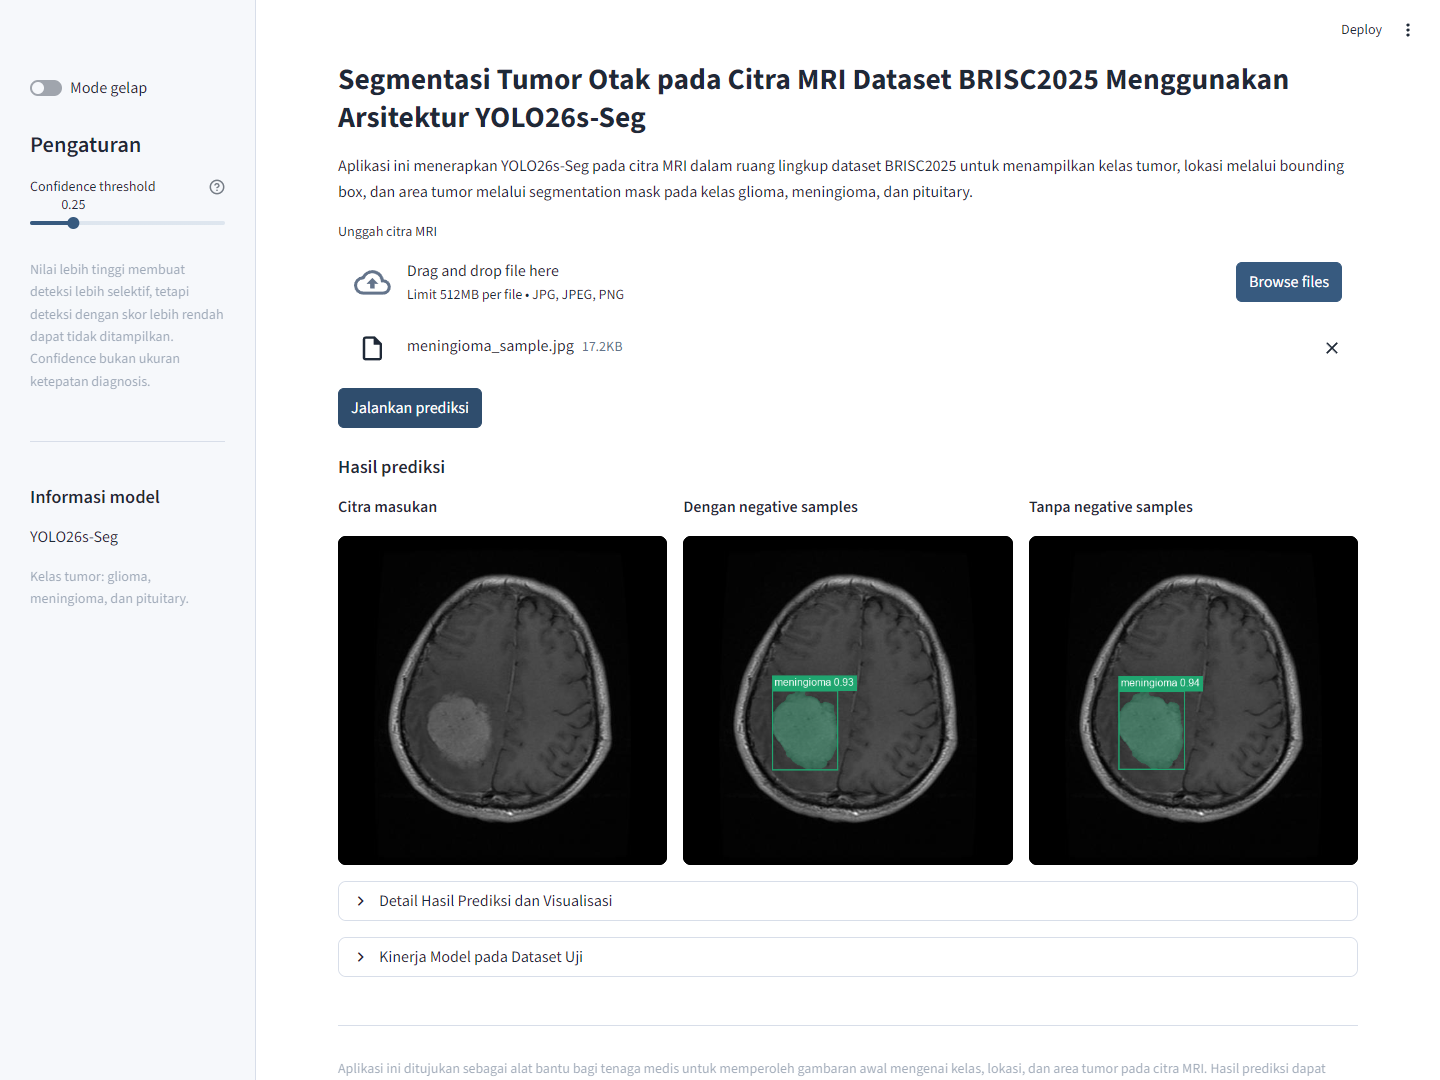 Deploy
Mode gelap
Pengaturan
Confidence threshold
0.25
Nilai lebih tinggi membuat
deteksi lebih selektif, tetapi
deteksi dengan skor lebih rendah
dapat tidak ditampilkan.
Confidence bukan ukuran
ketepatan diagnosis.
Informasi model
YOLO26s-Seg
Kelas tumor: glioma,
meningioma, dan pituitary.
Segmentasi Tumor Otak pada Citra MRI Dataset BRISC2025 Menggunakan
Arsitektur YOLO26s-Seg
Aplikasi ini menerapkan YOLO26s-Seg pada citra MRI dalam ruang lingkup dataset BRISC2025 untuk menampilkan kelas tumor, lokasi melalui bounding
box, dan area tumor melalui segmentation mask pada kelas glioma, meningioma, dan pituitary.
Unggah citra MRI
Drag and drop file here
Limit 512MB per file • JPG, JPEG, PNG
Browse files
meningioma_sample.jpg 17.2KB
Jalankan prediksi
Hasil prediksi
Citra masukan
Dengan negative samples
Tanpa negative samples
meningioma 0.93
meningioma 0.94
Detail Hasil Prediksi dan Visualisasi
Kinerja Model pada Dataset Uji
Aplikasi ini ditujukan sebagai alat bantu bagi tenaga medis untuk memperoleh gambaran awal mengenai kelas, lokasi, dan area tumor pada citra MRI. Hasil prediksi dapat